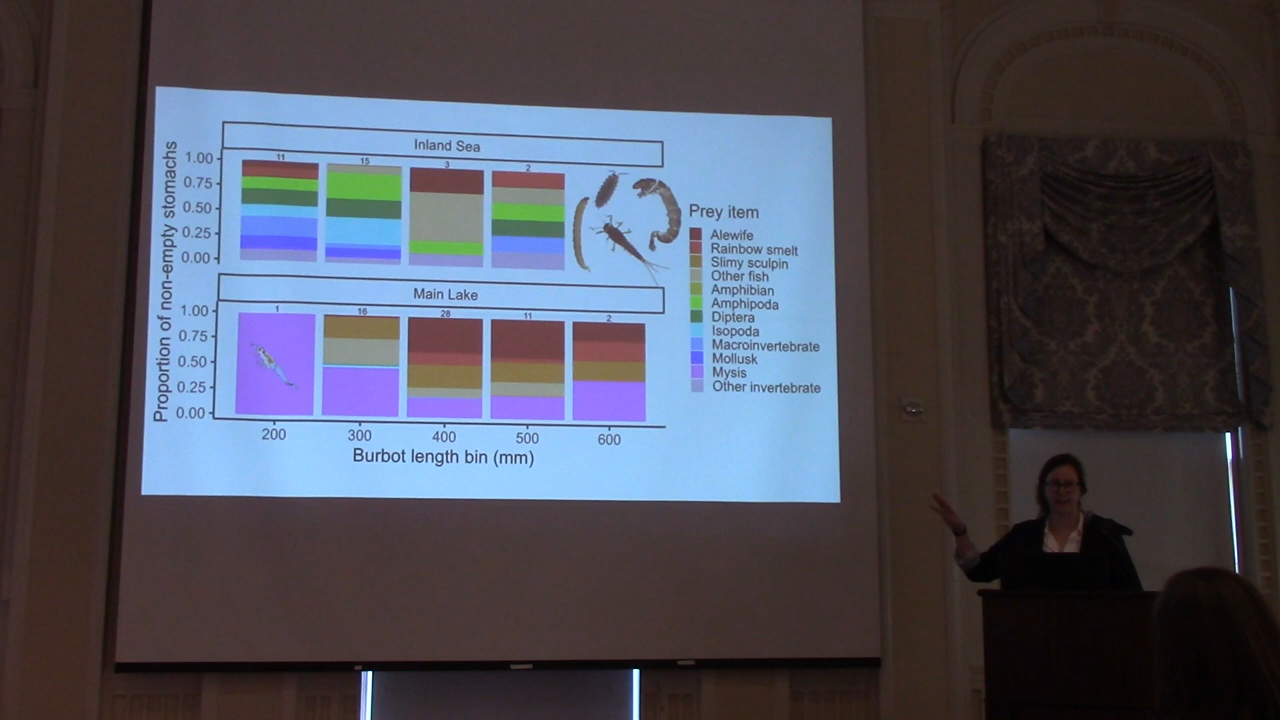 Inland Sea
11 15 3 2
1.00
0.75
0.50
0.25
0.00
Main Lake
1 16 28 11 2
1.00
0.75
0.50
0.25
0.00
200 300 400 500 600
Burbot length bin (mm)
Proportion of non-empty stomachs
Prey item
Alewife
Rainbow smelt
Slimy sculpin
Other fish
Amphibian
Amphipoda
Diptera
Isopoda
Macroinvertebrate
Mollusk
Mysis
Other invertebrate